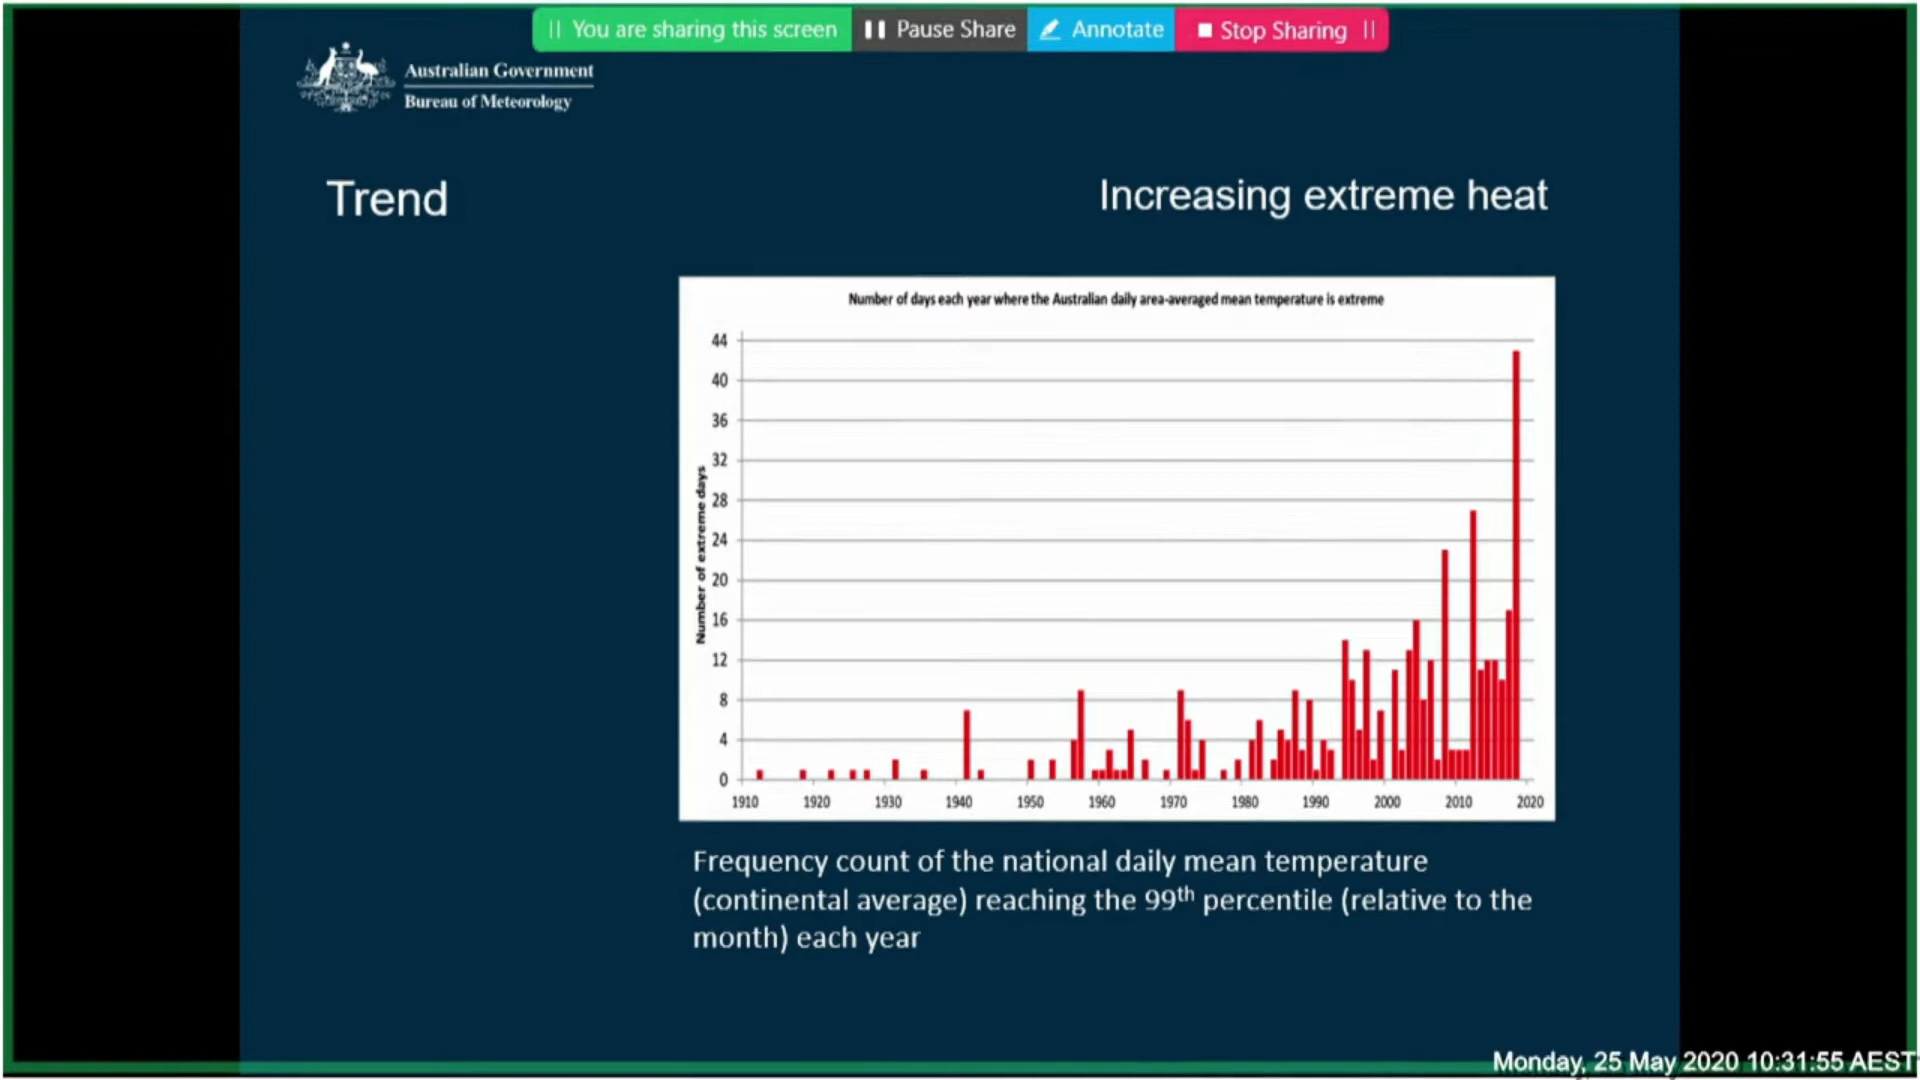 You are sharing this screen Pause Share Annotate Stop Sharing
Australian Government
Bureau of Meteorology
Trend
Increasing extreme heat
Number of days each year where the Australian daily area-averaged mean temperature is extreme
Number of extreme days
44
40
36
32
28
24
20
16
12
8
4
0
1910 1920 1930 1940 1950 1960 1970 1980 1990 2000 2010 2020
Frequency count of the national daily mean temperature
(continental average) reaching the 99th percentile (relative to the
month) each year
Monday, 25 May 2020 10:31:55 AEST